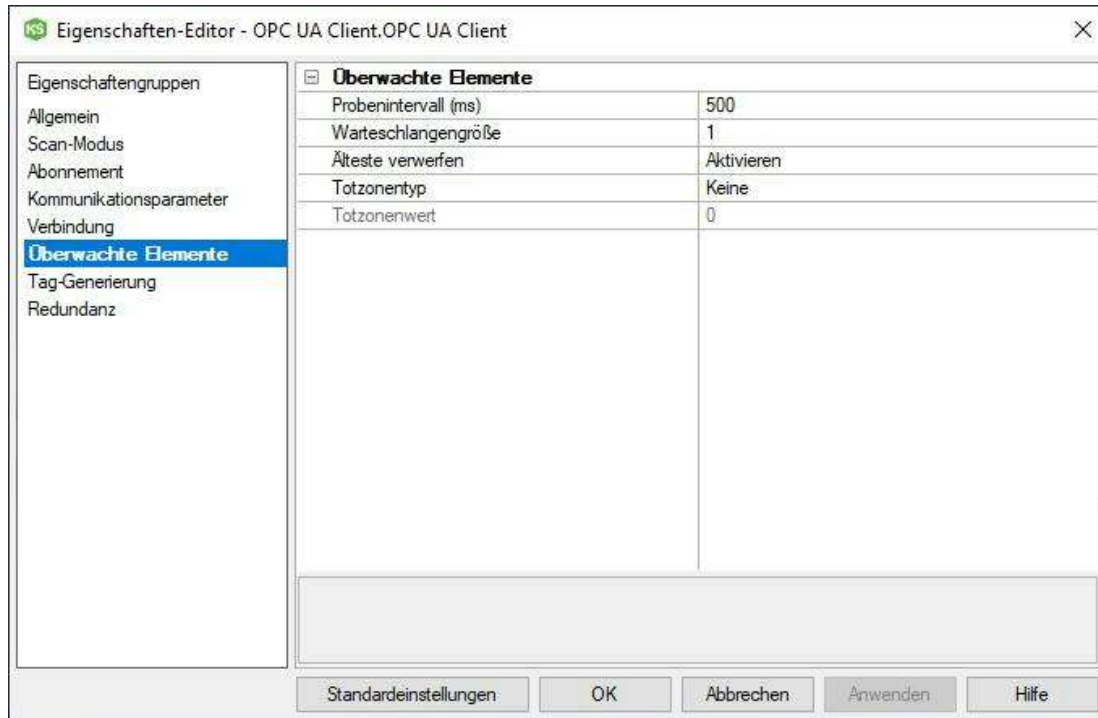 KS Eigenschaften-Editor - OPC UA Client.OPC UA Client
Eigenschaftengruppen
Allgemein
Scan-Modus
Abonnement
Kommunikationsparameter
Verbindung
Überwachte Elemente
Tag-Generierung
Redundanz
Überwachte Elemente
Probenintervall (ms) 500
Warteschlangengröße 1
Älteste verwerfen Aktivieren
Totzonentyp Keine
Totzonenwert 0
Standardeinstellungen OK Abbrechen Anwenden Hilfe